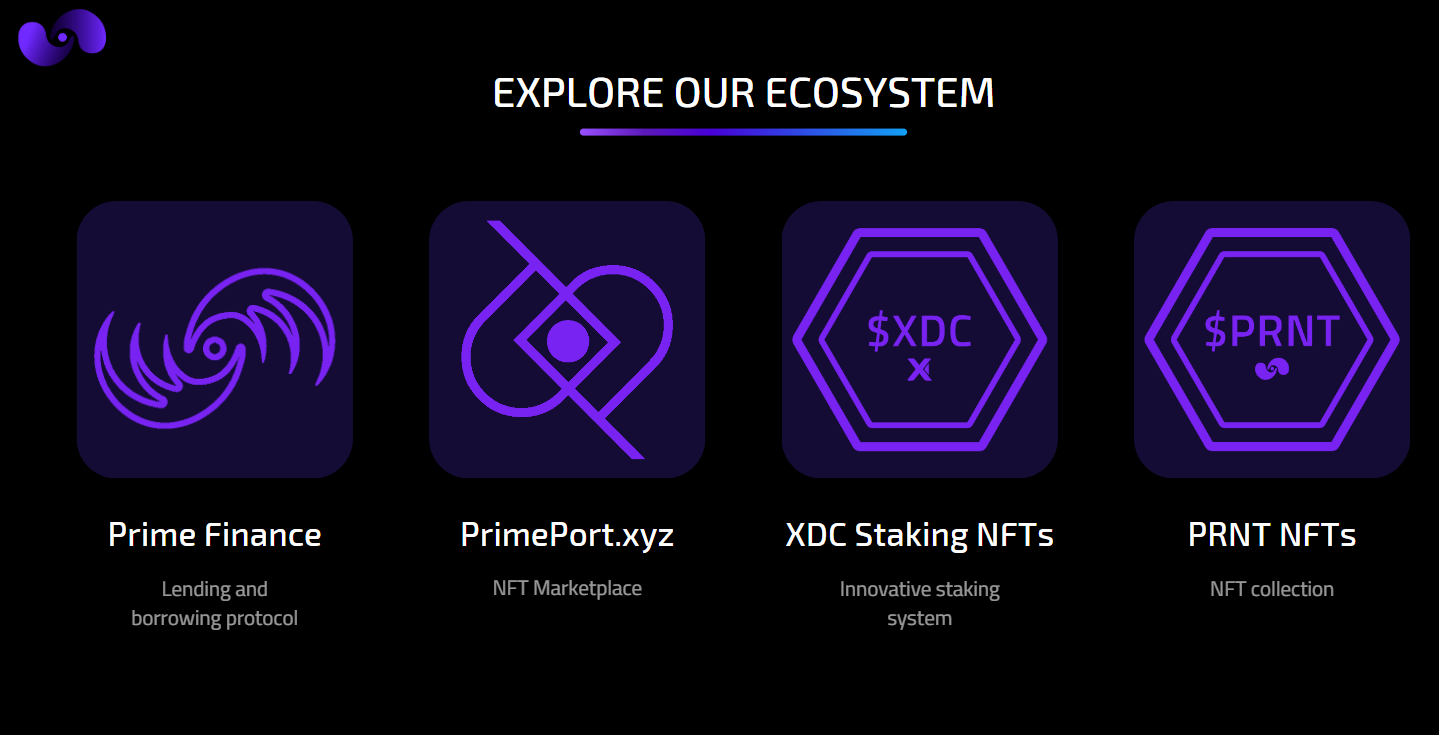 EXPLORE OUR ECOSYSTEM
$XDC
X
$PRNT
Prime Finance
PrimePort.xyz
XDC Staking NFTs
PRNT NFTs
Lending and
borrowing protocol
NFT Marketplace
Innovative staking
system
NFT collection